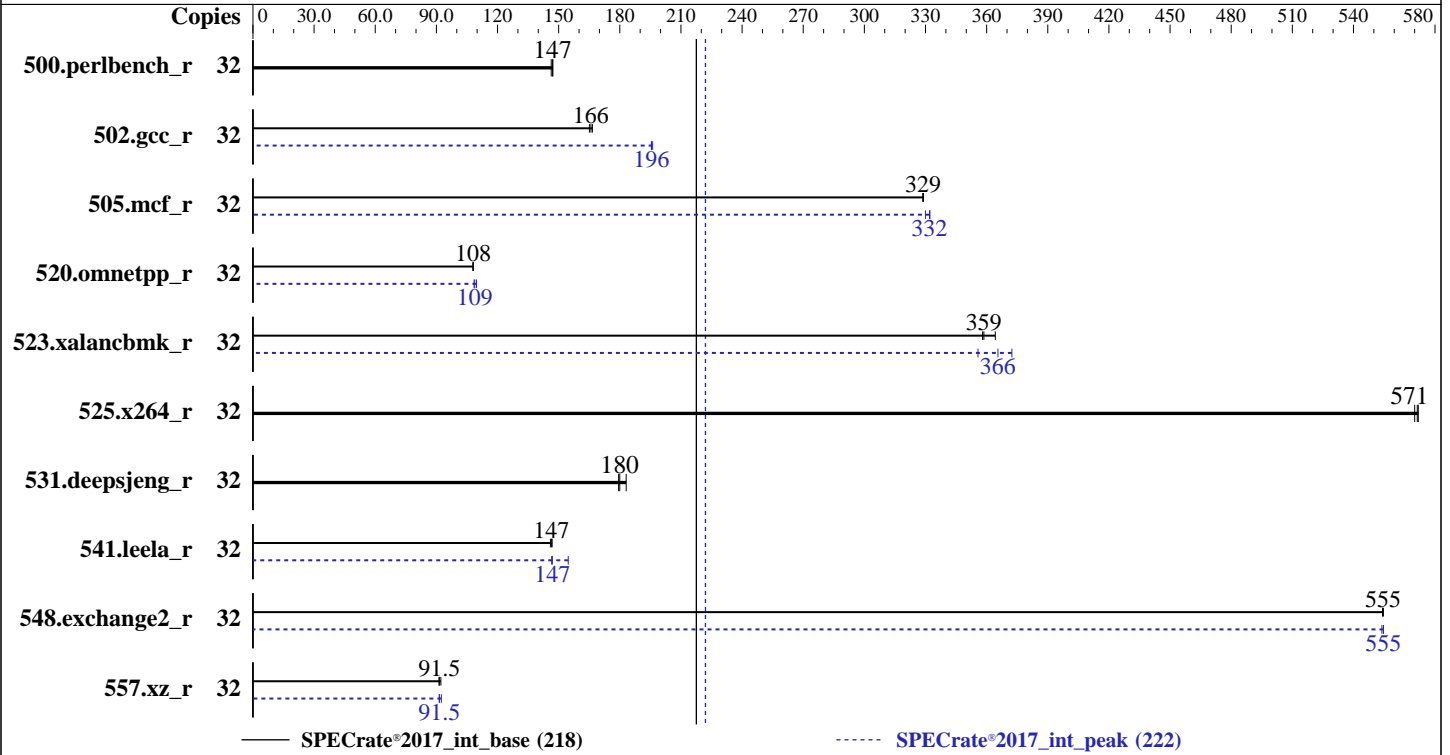 Copies 0 30.0 60.0 90.0 120 150 180 210 240 270 300 330 360 390 420 450 480 510 540 580
500.perlbench_r 32 147
502.gcc_r 32 166
196
505.mcf_r 32 329
332
520.omnetpp_r 32 108
109
523.xalancbmk_r 32 359
366
525.x264_r 32 571
531.deepsjeng_r 32 180
541.leela_r 32 147
147
548.exchange2_r 32 555
555
557.xz_r 32 91.5
91.5
SPECrate®2017_int_base (218) SPECrate®2017_int_peak (222)